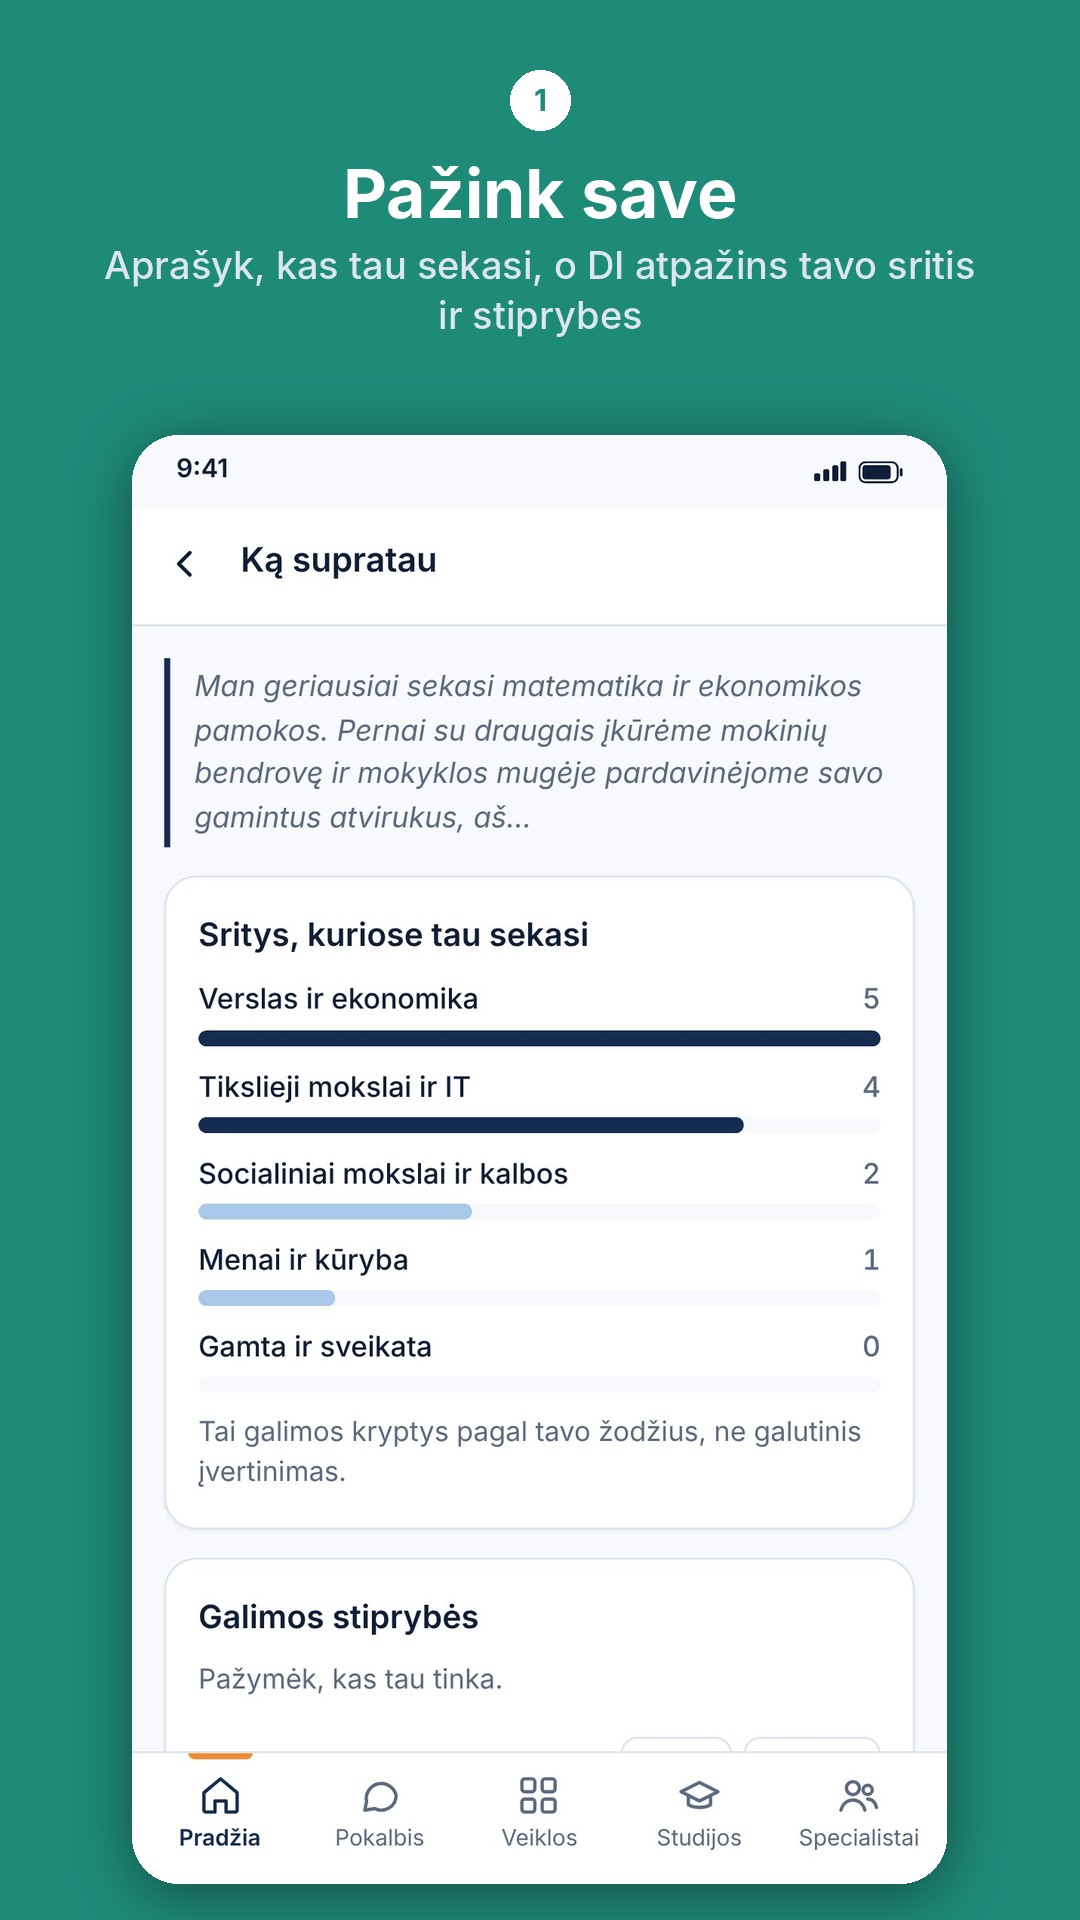 1
Pažink save
Aprašyk, kas tau sekasi, o DI atpažins tavo sritis
ir stiprybes
9:41
Ką supratau
Man geriausiai sekasi matematika ir ekonomikos
pamokos. Pernai su draugais įkūrėme mokinių
bendrovę ir mokyklos mugėje pardavinėjome savo
gamintus atvirukus, aš...
Sritys, kuriose tau sekasi
Verslas ir ekonomika 5
Tikslieji mokslai ir IT 4
Socialiniai mokslai ir kalbos 2
Menai ir kūryba 1
Gamta ir sveikata 0
Tai galimos kryptys pagal tavo žodžius, ne galutinis
įvertinimas.
Galimos stiprybės
Pažymėk, kas tau tinka.
Pradžia Pokalbis Veiklos Studijos Specialistai